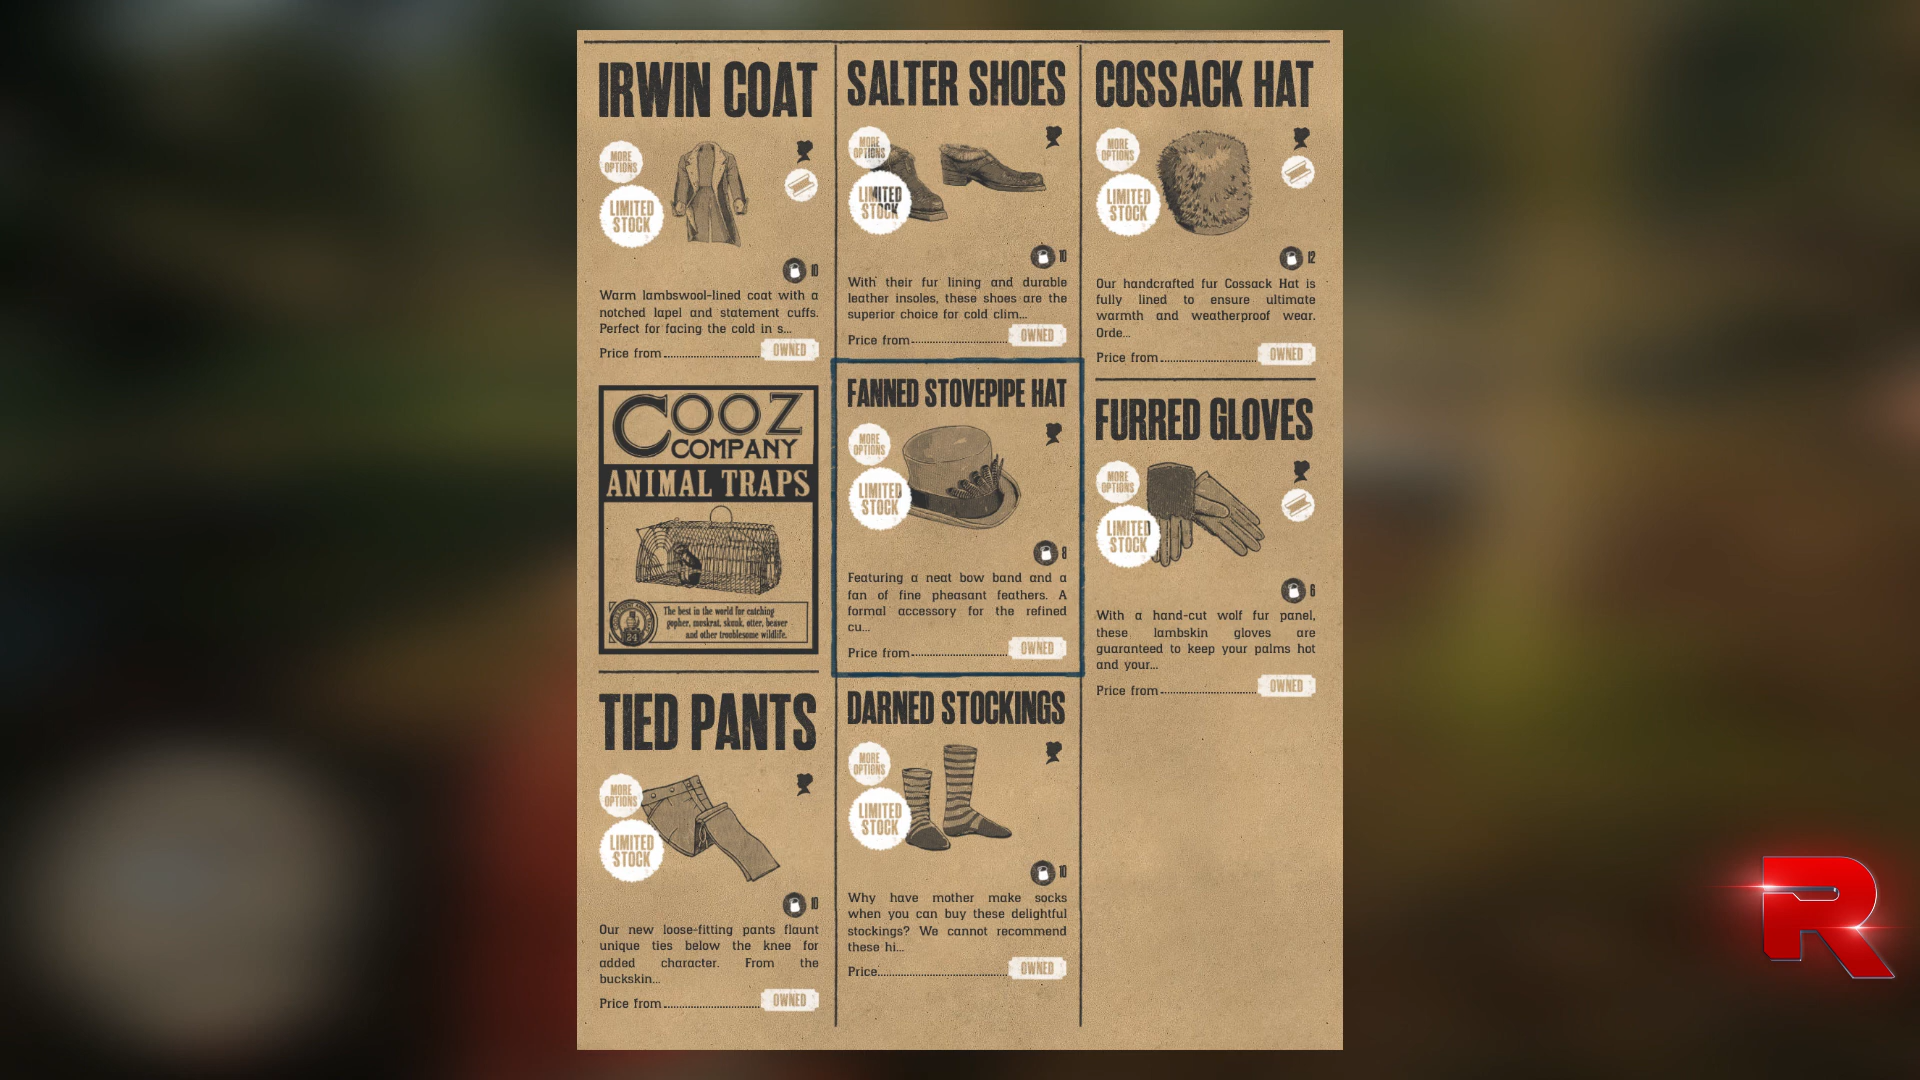 IRWIN COAT
MORE
OPTIONS
LIMITED
STOCK
10
Warm lambswool-lined coat with a
notched lapel and statement cuffs.
Perfect for facing the cold in s...
Price from OWNED
COOZ
COMPANY
ANIMAL TRAPS
The best in the world for catching
gopher, muskrat, skunk, otter, beaver
and other troublesome wildlife.
24
TIED PANTS
MORE
OPTIONS
LIMITED
STOCK
10
Our new loose-fitting pants flaunt
unique ties below the knee for
added character. From the
buckskin...
Price from OWNED
SALTER SHOES
MORE
OPTIONS
LIMITED
STOCK
10
With their fur lining and durable
leather insoles, these shoes are the
superior choice for cold clim...
Price from OWNED
FANNED STOVEPIPE HAT
MORE
OPTIONS
LIMITED
STOCK
8
Featuring a neat bow band and a
fan of fine pheasant feathers. A
formal accessory for the refined
cu...
Price from OWNED
DARNED STOCKINGS
MORE
OPTIONS
LIMITED
STOCK
10
Why have mother make socks
when you can buy these delightful
stockings? We cannot recommend
these hi...
Price OWNED
COSSACK HAT
MORE
OPTIONS
LIMITED
STOCK
12
Our handcrafted fur Cossack Hat is
fully lined to ensure ultimate
warmth and weatherproof wear.
Orde...
Price from OWNED
FURRED GLOVES
MORE
OPTIONS
LIMITED
STOCK
6
With a hand-cut wolf fur panel,
these lambskin gloves are
guaranteed to keep your palms hot
and your...
Price from OWNED
R